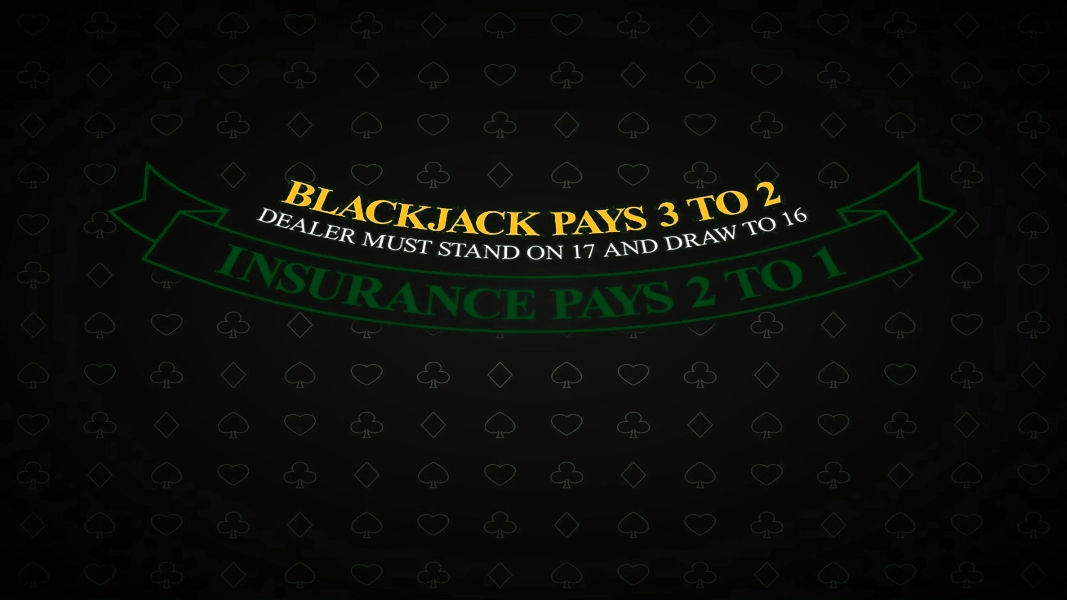 BLACKJACK PAYS 3 TO 2
DEALER MUST STAND ON 17 AND DRAW TO 16
INSURANCE PAYS 2 TO 1